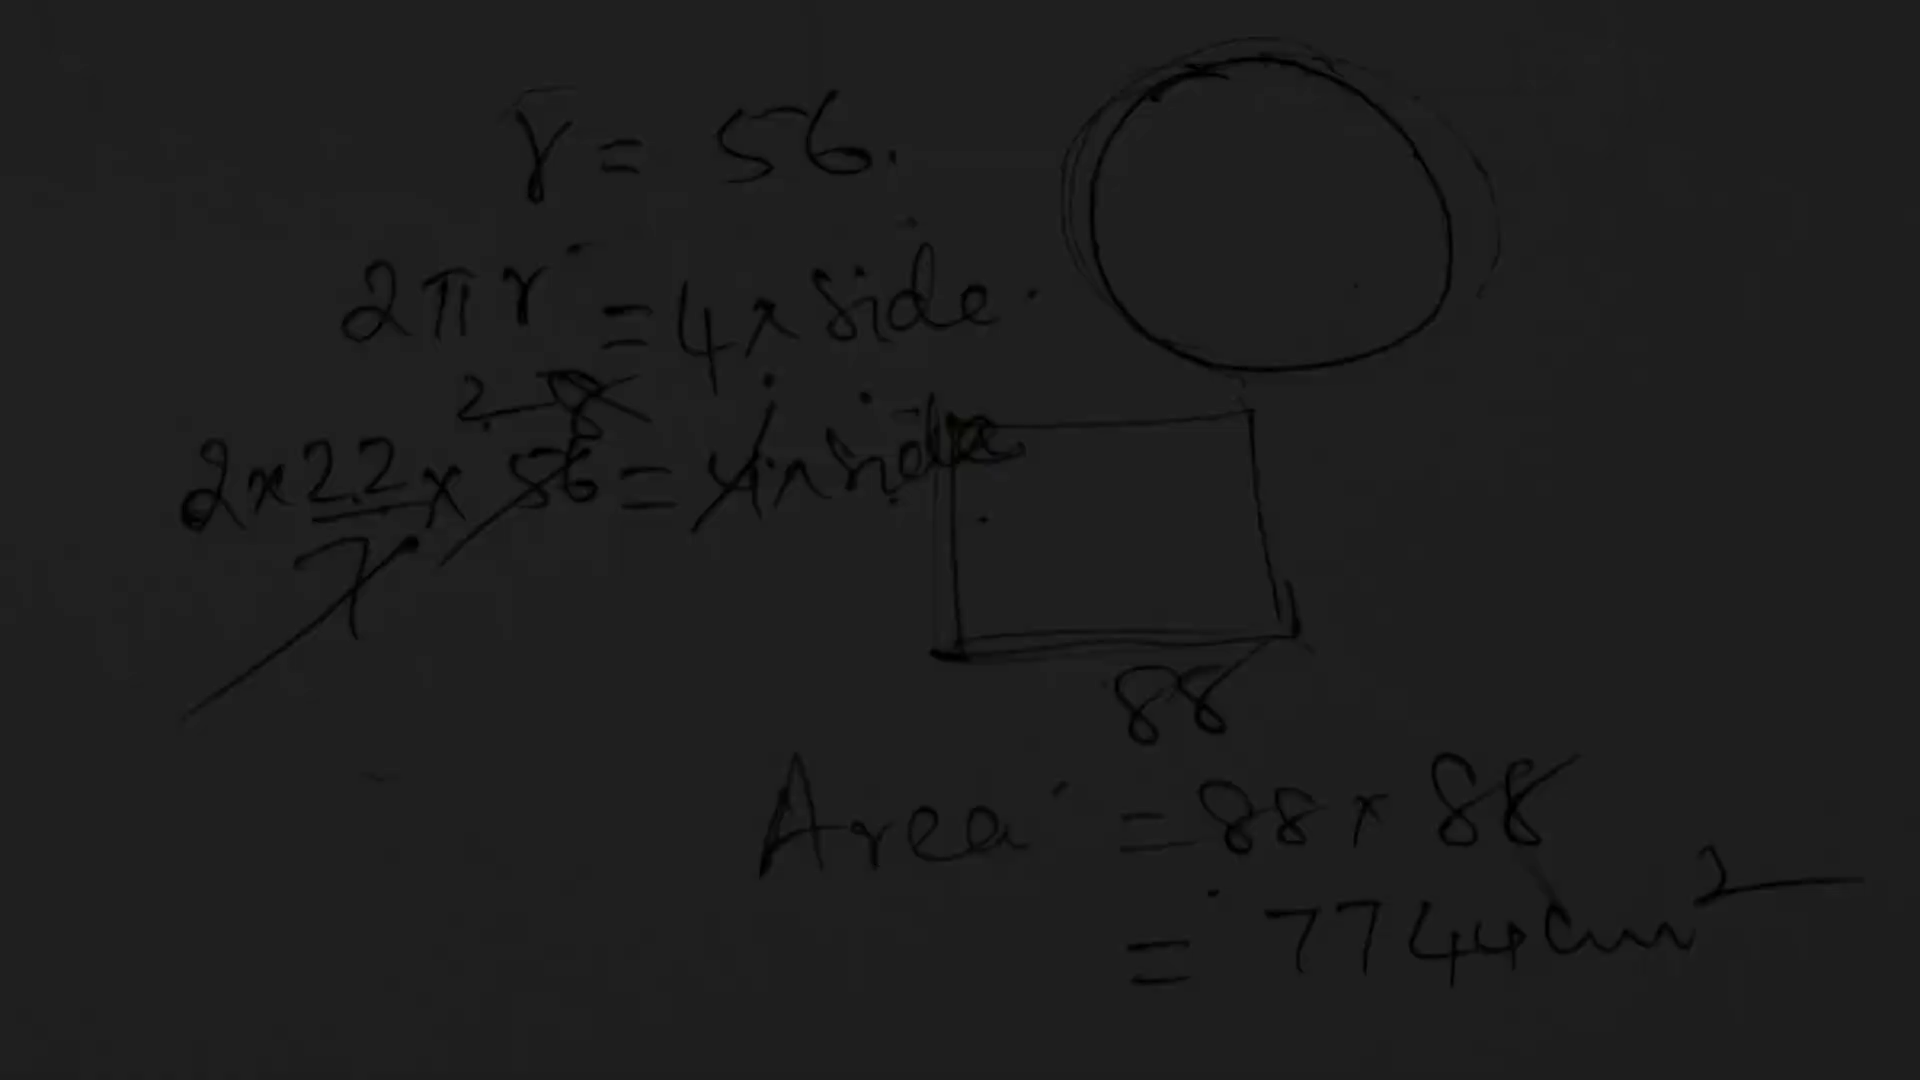 r = 56.
2πr = 4 x side.
2 8
2 x 22 x 56 = 4 x side
7
88
Area = 88 x 88
= 7744 cm²